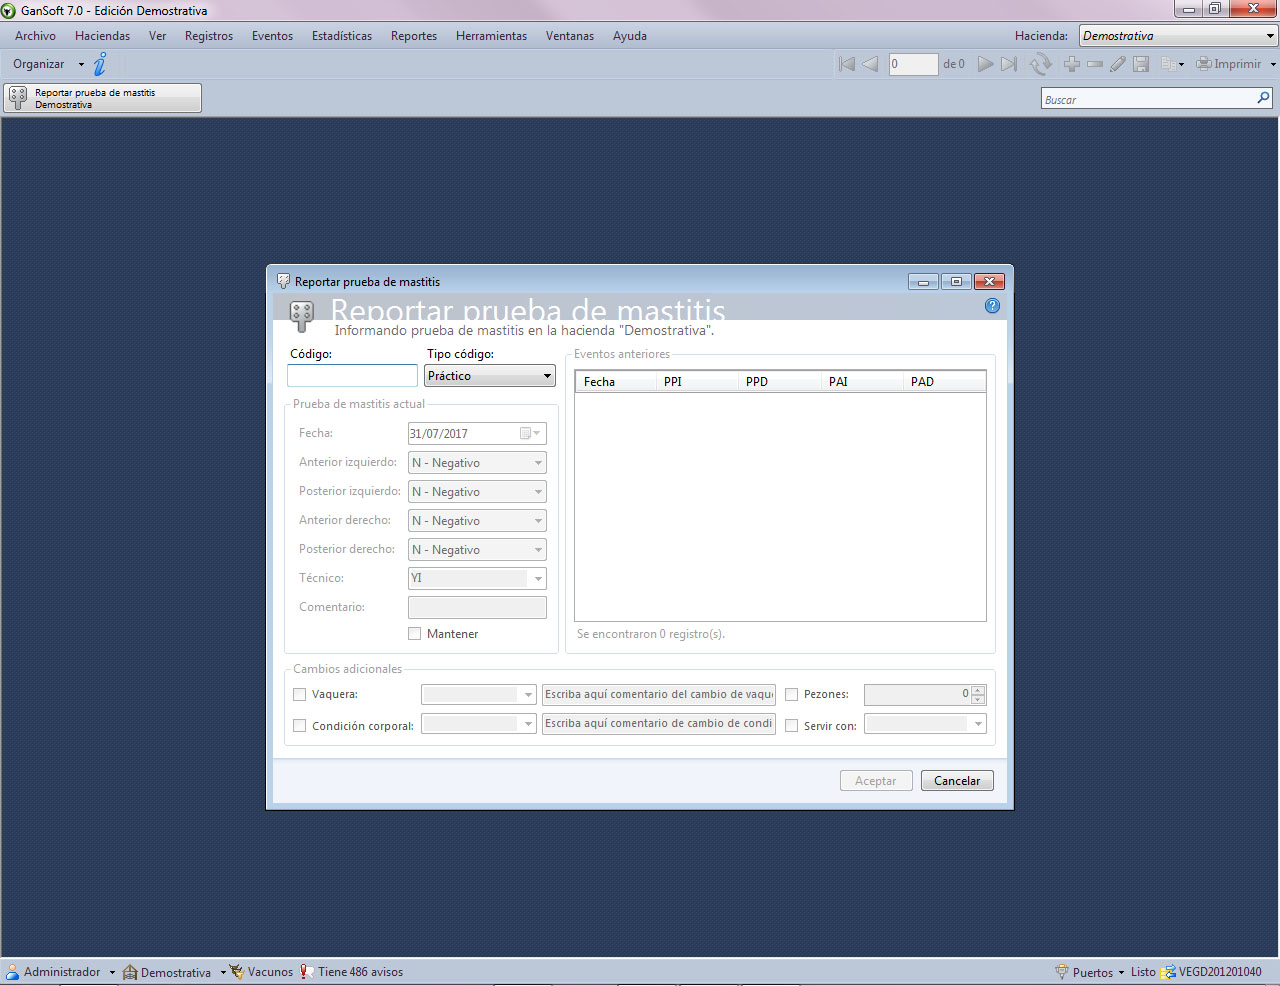 GanSoft 7.0 - Edición Demostrativa
Archivo Haciendas Ver Registros Eventos Estadísticas Reportes Herramientas Ventanas Ayuda Hacienda: Demostrativa
Organizar 0 de 0 Imprimir
Reportar prueba de mastitis
Demostrativa
Buscar
Reportar prueba de mastitis
Reportar prueba de mastitis
Informando prueba de mastitis en la hacienda "Demostrativa".
Código: Tipo código:
Práctico
Prueba de mastitis actual
Fecha: 31/07/2017
Anterior izquierdo: N - Negativo
Posterior izquierdo: N - Negativo
Anterior derecho: N - Negativo
Posterior derecho: N - Negativo
Técnico: YI
Comentario:
Mantener
Eventos anteriores
Fecha PPI PPD PAI PAD
Se encontraron 0 registro(s).
Cambios adicionales
Vaquera: Escriba aquí comentario del cambio de vaqu Pezones: 0
Condición corporal: Escriba aquí comentario de cambio de condi Servir con:
Aceptar Cancelar
Administrador Demostrativa Vacunos Tiene 486 avisos Puertos Listo VEGD201201040